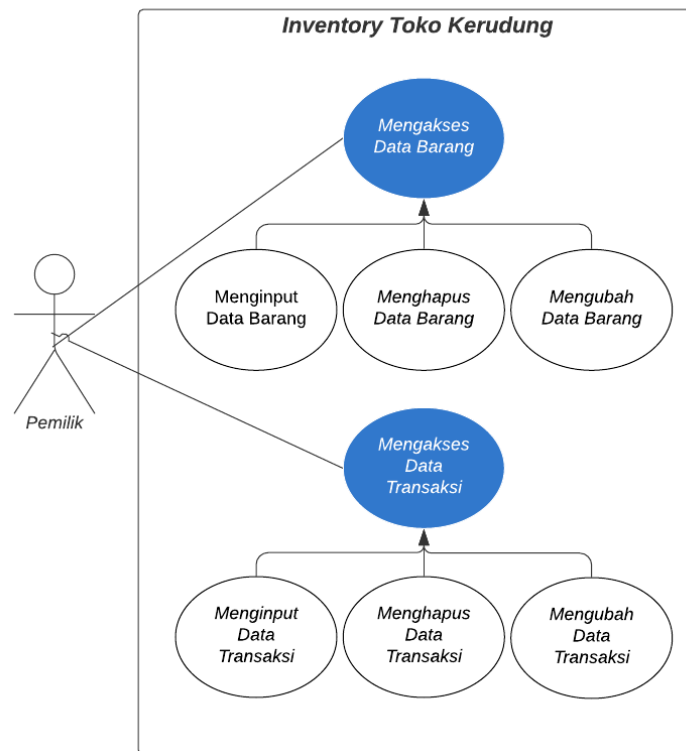 Inventory Toko Kerudung
Mengakses
Data Barang
Menginput
Data Barang
Menghapus
Data Barang
Mengubah
Data Barang
Pemilik
Mengakses
Data
Transaksi
Menginput
Data
Transaksi
Menghapus
Data
Transaksi
Mengubah
Data
Transaksi